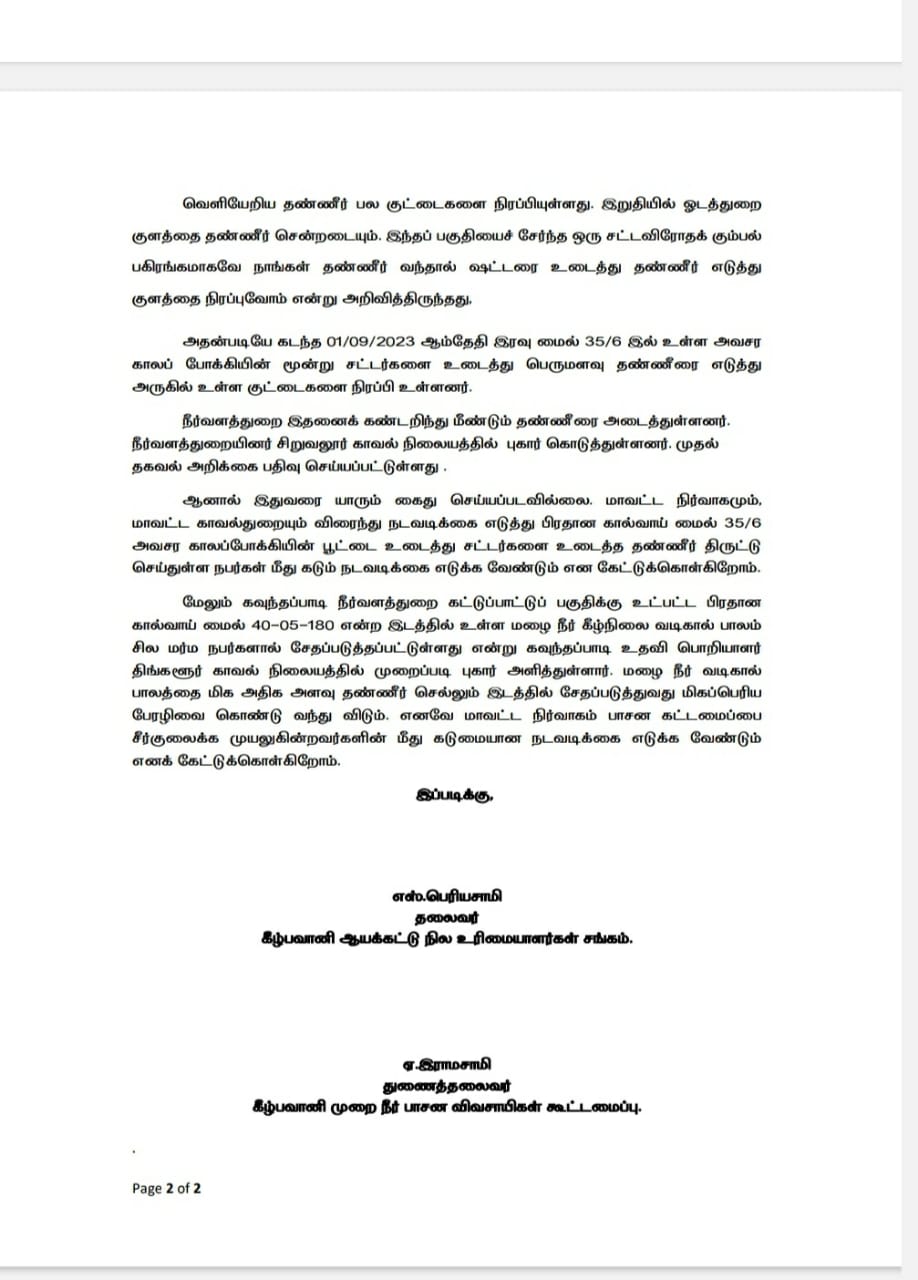 வெளியேறிய தண்ணீர் பல குட்டைகளை நிரப்பியுள்ளது. இறுதியில் ஓடத்துறை
குளத்தை தண்ணீர் சென்றடையும். இந்தப் பகுதியைச் சேர்ந்த ஒரு சட்டவிரோதக் கும்பல்
பகிரங்கமாகவே நாங்கள் தண்ணீர் வந்தால் ஷட்டரை உடைத்து தண்ணீர் எடுத்து
குளத்தை நிரப்புவோம் என்று அறிவித்திருந்தது.
அதன்படியே கடந்த 01/09/2023 ஆம்தேதி இரவு மைல் 35/6 இல் உள்ள அவசர
காலப் போக்கியின் மூன்று சட்டர்களை உடைத்து பெருமளவு தண்ணீரை எடுத்து
அருகில் உள்ள குட்டைகளை நிரப்பி உள்ளனர்.
நீர்வளத்துறை இதனைக் கண்டறிந்து மீண்டும் தண்ணீரை அடைத்துள்ளனர்.
நீர்வளத்துறையினர் சிறுவலூர் காவல் நிலையத்தில் புகார் கொடுத்துள்ளனர். முதல்
தகவல் அறிக்கை பதிவு செய்யப்பட்டுள்ளது .
ஆனால் இதுவரை யாரும் கைது செய்யப்படவில்லை. மாவட்ட நிர்வாகமும்,
மாவட்ட காவல்துறையும் விரைந்து நடவடிக்கை எடுத்து பிரதான கால்வாய் மைல் 35/6
அவசர காலப்போக்கியின் பூட்டை உடைத்து சட்டர்களை உடைத்த தண்ணீர் திருட்டு
செய்துள்ள நபர்கள் மீது கடும் நடவடிக்கை எடுக்க வேண்டும் என கேட்டுக்கொள்கிறோம்.
மேலும் கவுந்தப்பாடி நீர்வளத்துறை கட்டுப்பாட்டுப் பகுதிக்கு உட்பட்ட பிரதான
கால்வாய் மைல் 40-05-180 என்ற இடத்தில் உள்ள மழை நீர் கீழ்நிலை வடிகால் பாலம்
சில மர்ம நபர்களால் சேதப்படுத்தப்பட்டுள்ளது என்று கவுந்தப்பாடி உதவி பொறியாளர்
திங்களூர் காவல் நிலையத்தில் முறைப்படி புகார் அளித்துள்ளார். மழை நீர் வடிகால்
பாலத்தை மிக அதிக அளவு தண்ணீர் செல்லும் இடத்தில் சேதப்படுத்துவது மிகப்பெரிய
பேரழிவை கொண்டு வந்து விடும். எனவே மாவட்ட நிர்வாகம் பாசன கட்டமைப்பை
சீர்குலைக்க முயலுகின்றவர்களின் மீது கடுமையான நடவடிக்கை எடுக்க வேண்டும்
எனக் கேட்டுக்கொள்கிறோம்.
இப்படிக்கு,
எஸ்.பெரியசாமி
தலைவர்
கீழ்பவானி ஆயக்கட்டு நில உரிமையாளர்கள் சங்கம்.
ஏ.இராமசாமி
துணைத்தலைவர்
கீழ்பவானி முறை நீர் பாசன விவசாயிகள் கூட்டமைப்பு.
.
Page 2 of 2